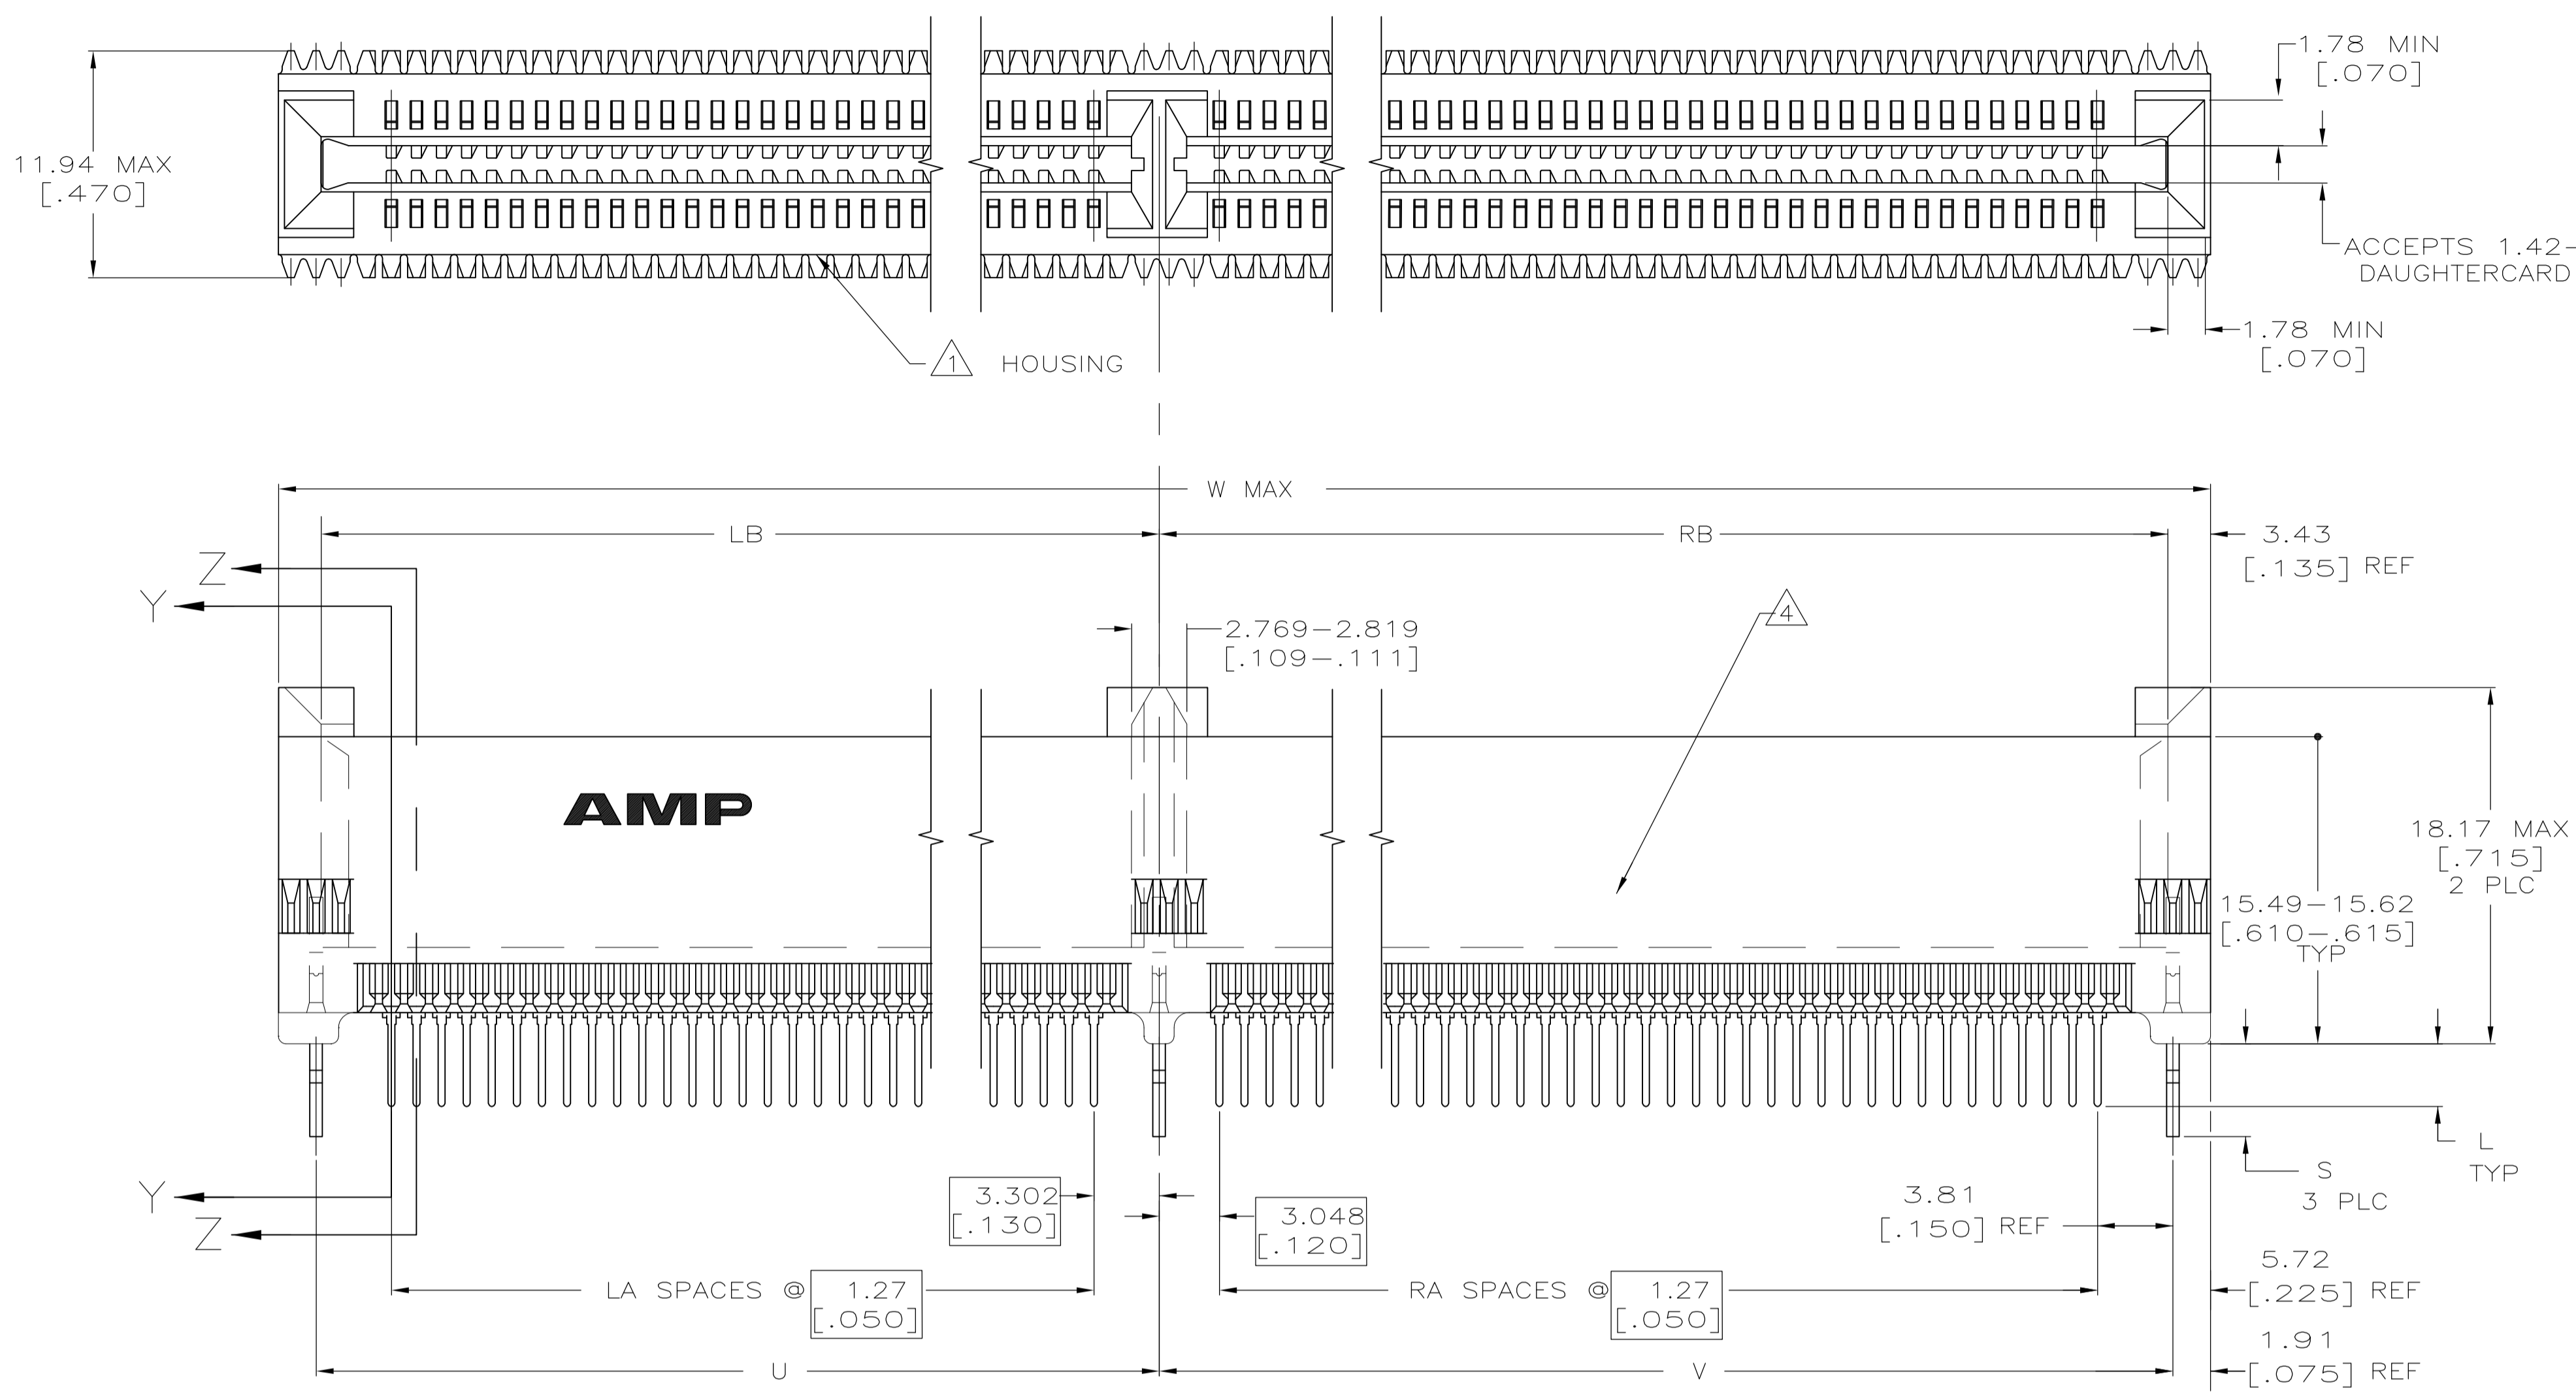 1.78 MIN
[.070]
11.94 MAX
[.470]
ACCEPTS 1.42-
DAUGHTERCARD
1.78 MIN
[.070]
1 HOUSING
W MAX
LB
RB
3.43
[.135] REF
Z
Y
4
2.769-2.819
[.109-.111]
AMP
18.17 MAX
[.715]
2 PLC
15.49-15.62
[.610-.615]
TYP
L
TYP
S
3 PLC
Y
Z
3.302
[.130]
3.048
[.120]
3.81
[.150] REF
5.72
[.225] REF
LA SPACES @ 1.27
[.050]
RA SPACES @ 1.27
[.050]
1.91
[.075] REF
U
V